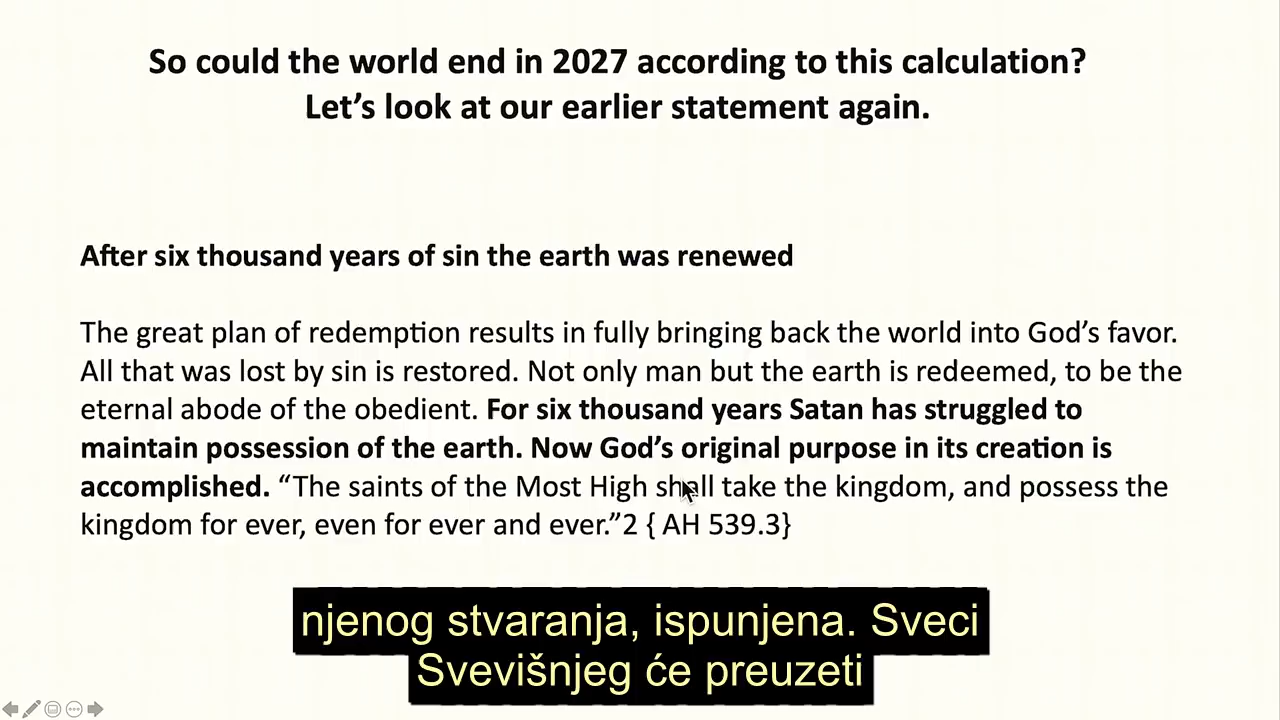 So could the world end in 2027 according to this calculation?
Let’s look at our earlier statement again.
After six thousand years of sin the earth was renewed
The great plan of redemption results in fully bringing back the world into God’s favor.
All that was lost by sin is restored. Not only man but the earth is redeemed, to be the
eternal abode of the obedient. For six thousand years Satan has struggled to
maintain possession of the earth. Now God’s original purpose in its creation is
accomplished. “The saints of the Most High shall take the kingdom, and possess the
kingdom for ever, even for ever and ever.”2 { AH 539.3}
njenog stvaranja, ispunjena. Sveci
Svevišnjeg će preuzeti